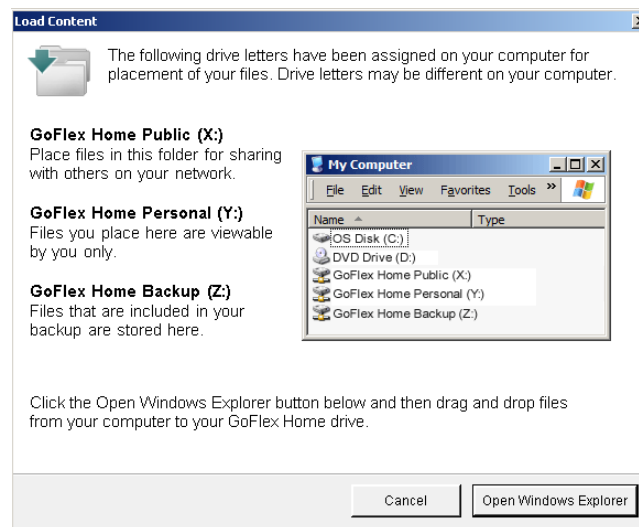 Load Content
The following drive letters have been assigned on your computer for
placement of your files. Drive letters may be different on your computer.
GoFlex Home Public (X:)
Place files in this folder for sharing
with others on your network.
GoFlex Home Personal (Y:)
Files you place here are viewable
by you only.
GoFlex Home Backup (Z:)
Files that are included in your
backup are stored here.
My Computer
File Edit View Favorites Tools »
Name Type
OS Disk (C:)
DVD Drive (D:)
GoFlex Home Public (X:)
GoFlex Home Personal (Y:)
GoFlex Home Backup (Z:)
Click the Open Windows Explorer button below and then drag and drop files
from your computer to your GoFlex Home drive.
Cancel Open Windows Explorer